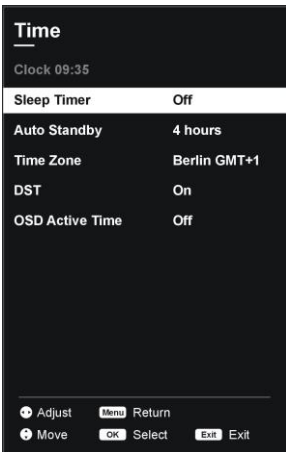 Time
Clock 09:35
Sleep Timer Off
Auto Standby 4 hours
Time Zone Berlin GMT+1
DST On
OSD Active Time Off
Adjust Menu Return
Move OK Select Exit Exit